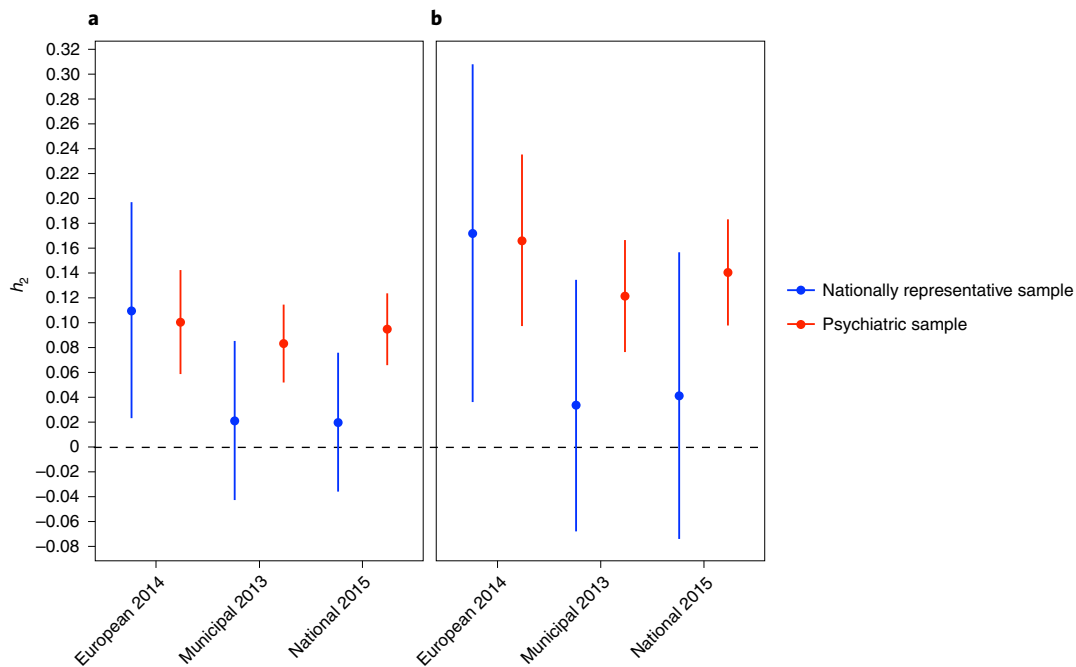 a
b
0.32
0.30
0.28
0.26
0.24
0.22
0.20
0.18
0.16
0.14
0.12
0.10
0.08
0.06
0.04
0.02
0
–0.02
–0.04
–0.06
–0.08
h2
European 2014
Municipal 2013
National 2015
European 2014
Municipal 2013
National 2015
Nationally representative sample
Psychiatric sample